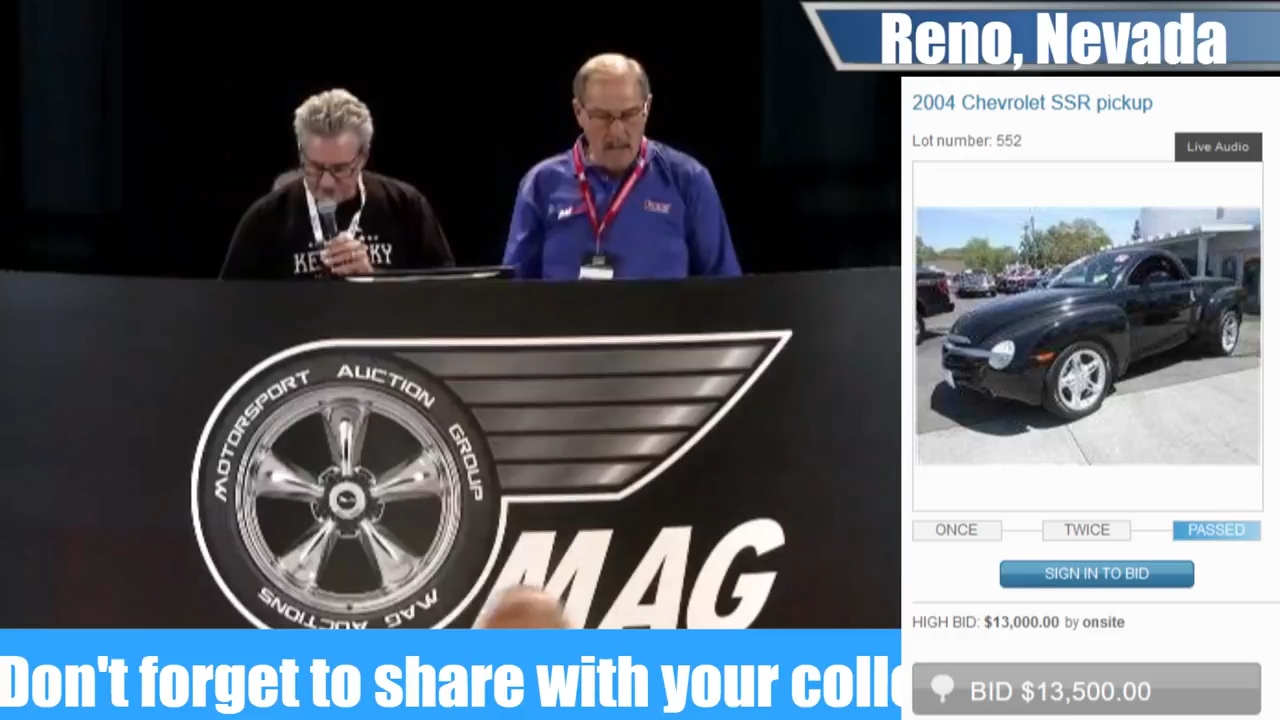 Reno, Nevada
2004 Chevrolet SSR pickup
Lot number: 552
Live Audio
MOTORSPORT AUCTION GROUP
MAG AUCTIONS
MAG
ONCE
TWICE
PASSED
SIGN IN TO BID
HIGH BID: $13,000.00 by onsite
BID $13,500.00
Don't forget to share with your colle